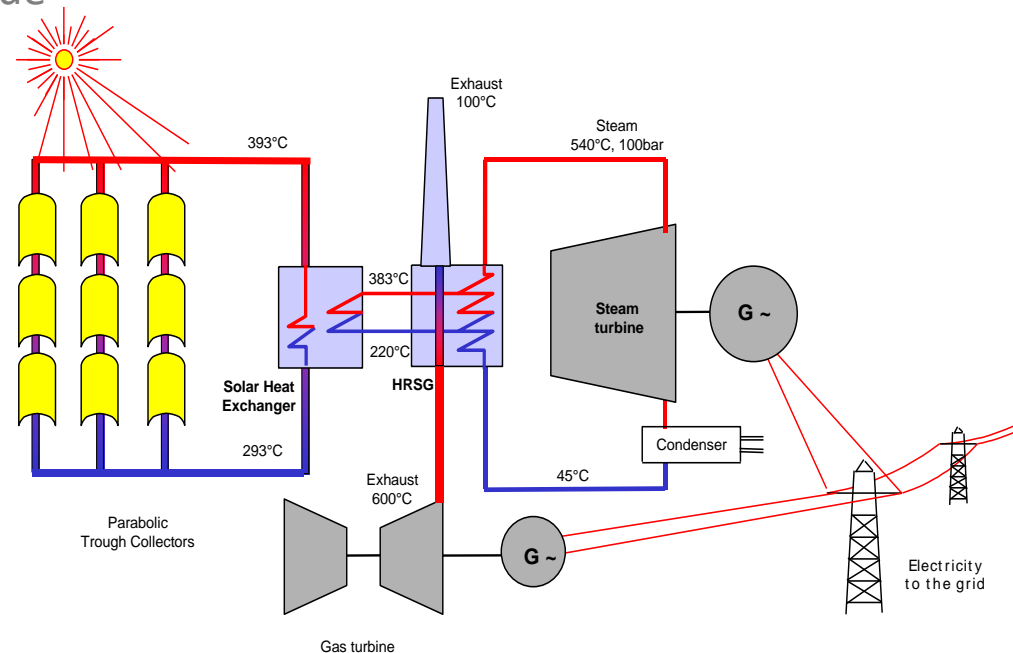 Exhaust
100°C
393°C
Steam
540°C, 100bar
383°C
Steam
turbine
G ~
220°C
HRSG
Solar Heat
Exchanger
293°C
Condenser
45°C
Exhaust
600°C
Parabolic
Trough Collectors
G ~
Electricity
to the grid
Gas turbine